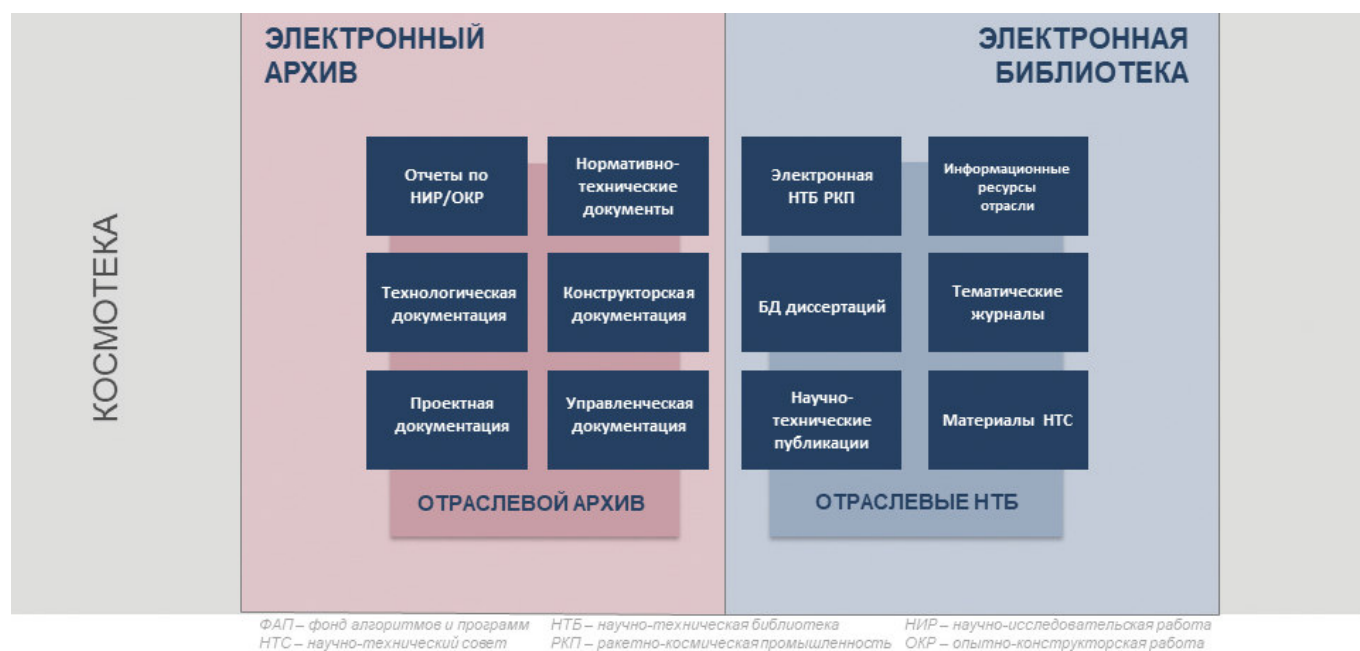 ЭЛЕКТРОННЫЙ
АРХИВ
ЭЛЕКТРОННАЯ
БИБЛИОТЕКА
КОСМОТЕКА
Отчеты по
НИР/ОКР
Нормативно-
технические
документы
Электронная
НТБ РКП
Информационные
ресурсы
отрасли
Технологическая
документация
Конструкторская
документация
БД диссертаций
Тематические
журналы
Проектная
документация
Управленческая
документация
Научно-
технические
публикации
Материалы НТС
ОТРАСЛЕВОЙ АРХИВ
ОТРАСЛЕВЫЕ НТБ
ФАП – фонд алгоритмов и программ
НТС – научно-технический совет
НТБ – научно-техническая библиотека
РКП – ракетно-космическая промышленность
НИР – научно-исследовательская работа
ОКР – опытно-конструкторская работа